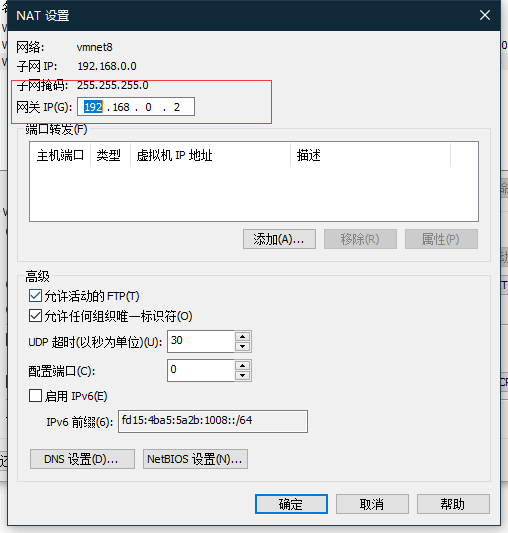 NAT 设置
网络: vmnet8
子网 IP: 192.168.0.0
子网掩码: 255.255.255.0
网关 IP(G): 192 . 168 . 0 . 2
端口转发(F)
主机端口 类型 虚拟机 IP 地址 描述
添加(A)... 移除(R) 属性(P)
高级
允许活动的 FTP(T)
允许任何组织唯一标识符(O)
UDP 超时(以秒为单位)(U): 30
配置端口(C): 0
启用 IPv6(E)
IPv6 前缀(6): fd15:4ba5:5a2b:1008::/64
DNS 设置(D)... NetBIOS 设置(N)...
确定 取消 帮助